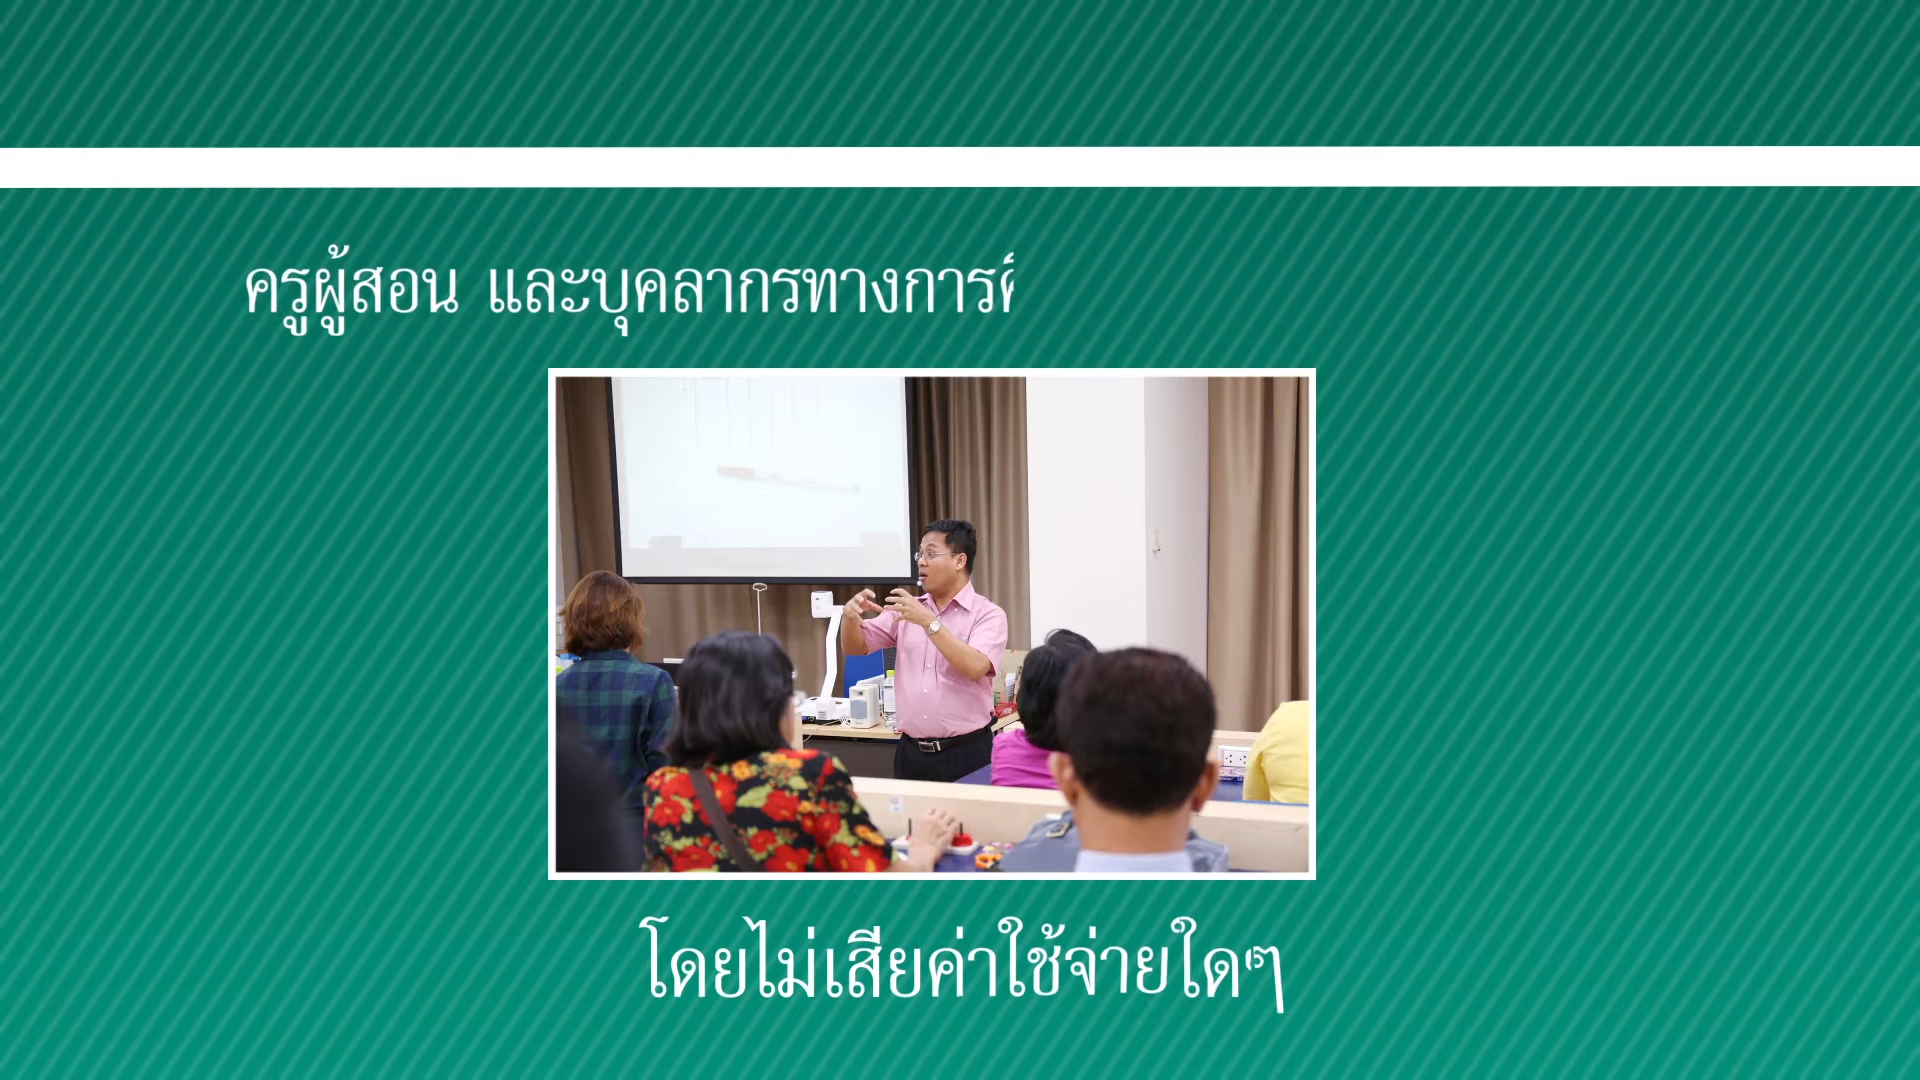 ครูผู้สอน และบุคลากรทางการศึ
โดยไม่เสียค่าใช้จ่ายใดๆ